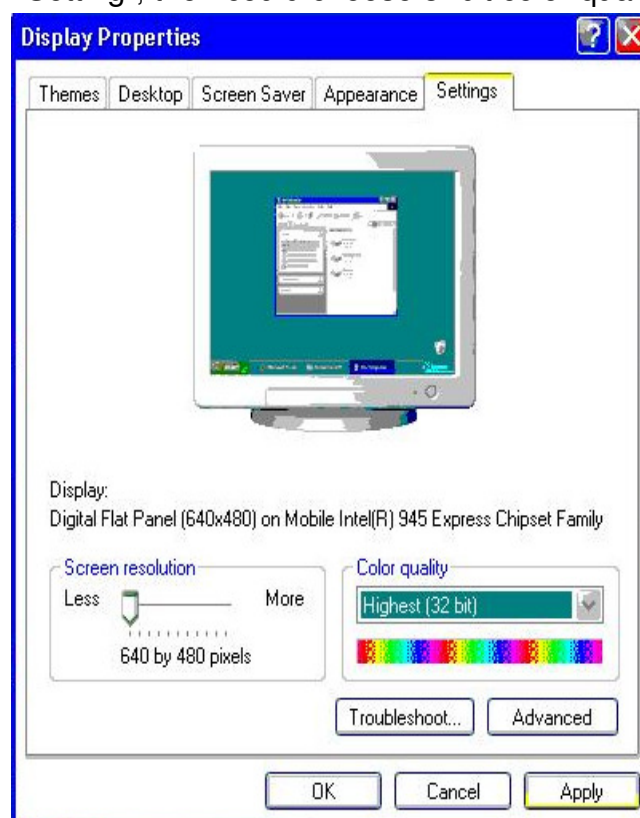 Display Properties
Themes Desktop Screen Saver Appearance Settings
Display:
Digital Flat Panel (640x480) on Mobile Intel(R) 945 Express Chipset Family
Screen resolution
Less More
640 by 480 pixels
Color quality
Highest (32 bit)
Troubleshoot... Advanced
OK Cancel Apply